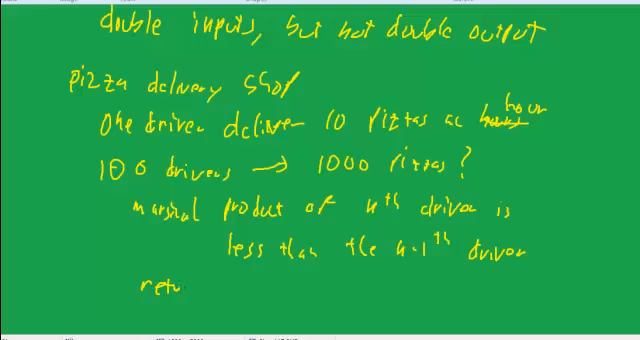 double inputs, but not double output
pizza delivery shop
one driver deliver 10 pizzas ac hour
100 drivers → 1000 pizzas?
marginal product of nth driver is
less than the n-1th driver
retu